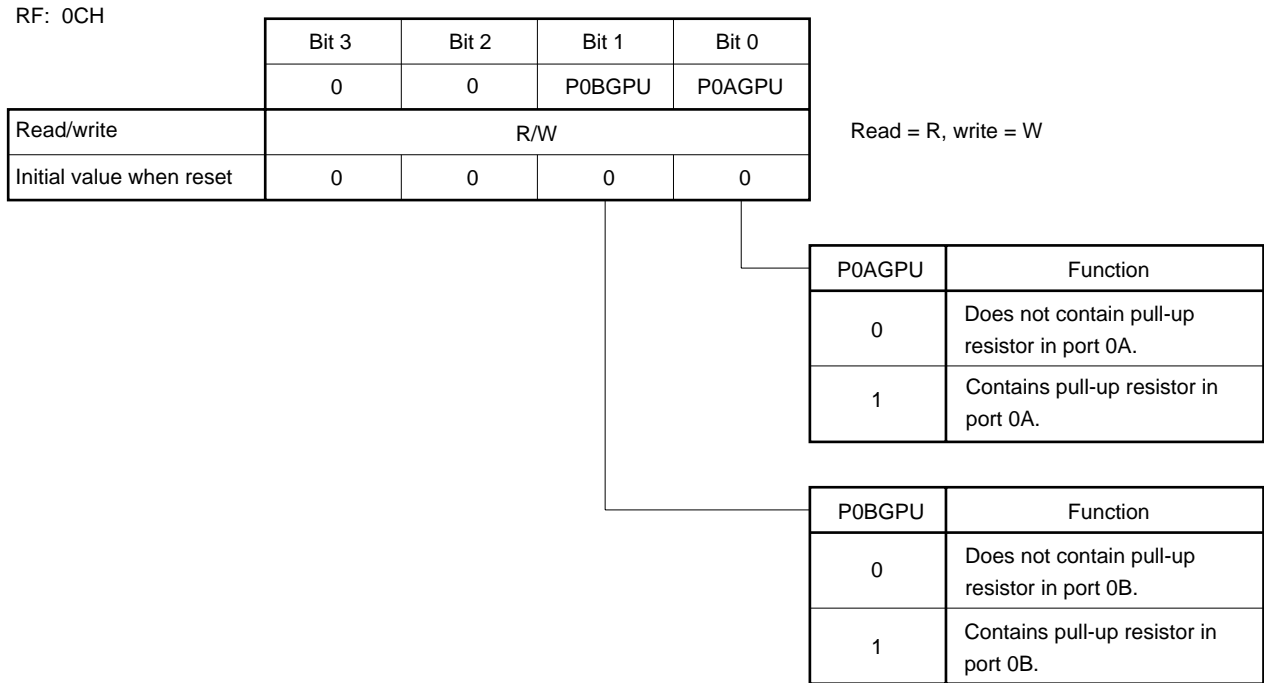 RF: 0CH
Bit 3 Bit 2 Bit 1 Bit 0
0 0 P0BGPU P0AGPU
Read/write R/W Read = R, write = W
Initial value when reset 0 0 0 0
P0AGPU Function
0 Does not contain pull-up
resistor in port 0A.
1 Contains pull-up resistor in
port 0A.
P0BGPU Function
0 Does not contain pull-up
resistor in port 0B.
1 Contains pull-up resistor in
port 0B.